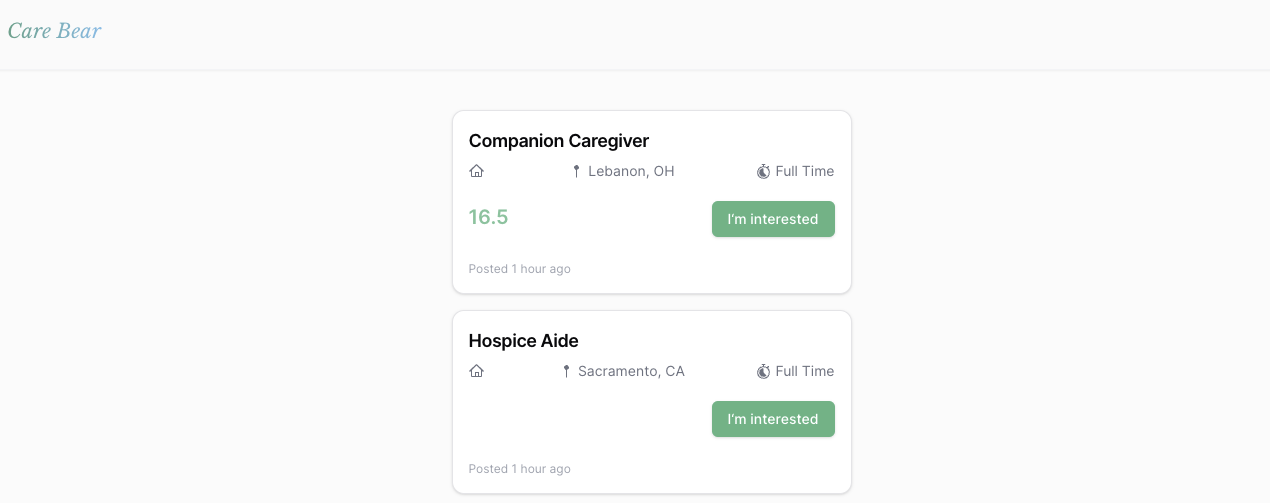 Care Bear
Companion Caregiver
Lebanon, OH
Full Time
16.5
I'm interested
Posted 1 hour ago
Hospice Aide
Sacramento, CA
Full Time
I'm interested
Posted 1 hour ago